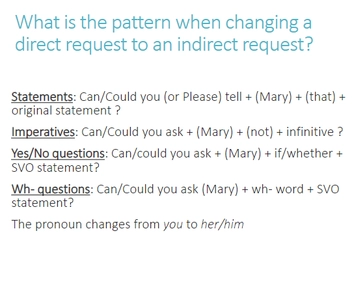 What is the pattern when changing a
direct request to an indirect request?
Statements: Can/Could you (or Please) tell + (Mary) + (that) +
original statement ?
Imperatives: Can/Could you ask + (Mary) + (not) + infinitive ?
Yes/No questions: Can/could you ask + (Mary) + if/whether +
SVO statement?
Wh- questions: Can/Could you ask (Mary) + wh- word + SVO
statement?
The pronoun changes from you to her/him